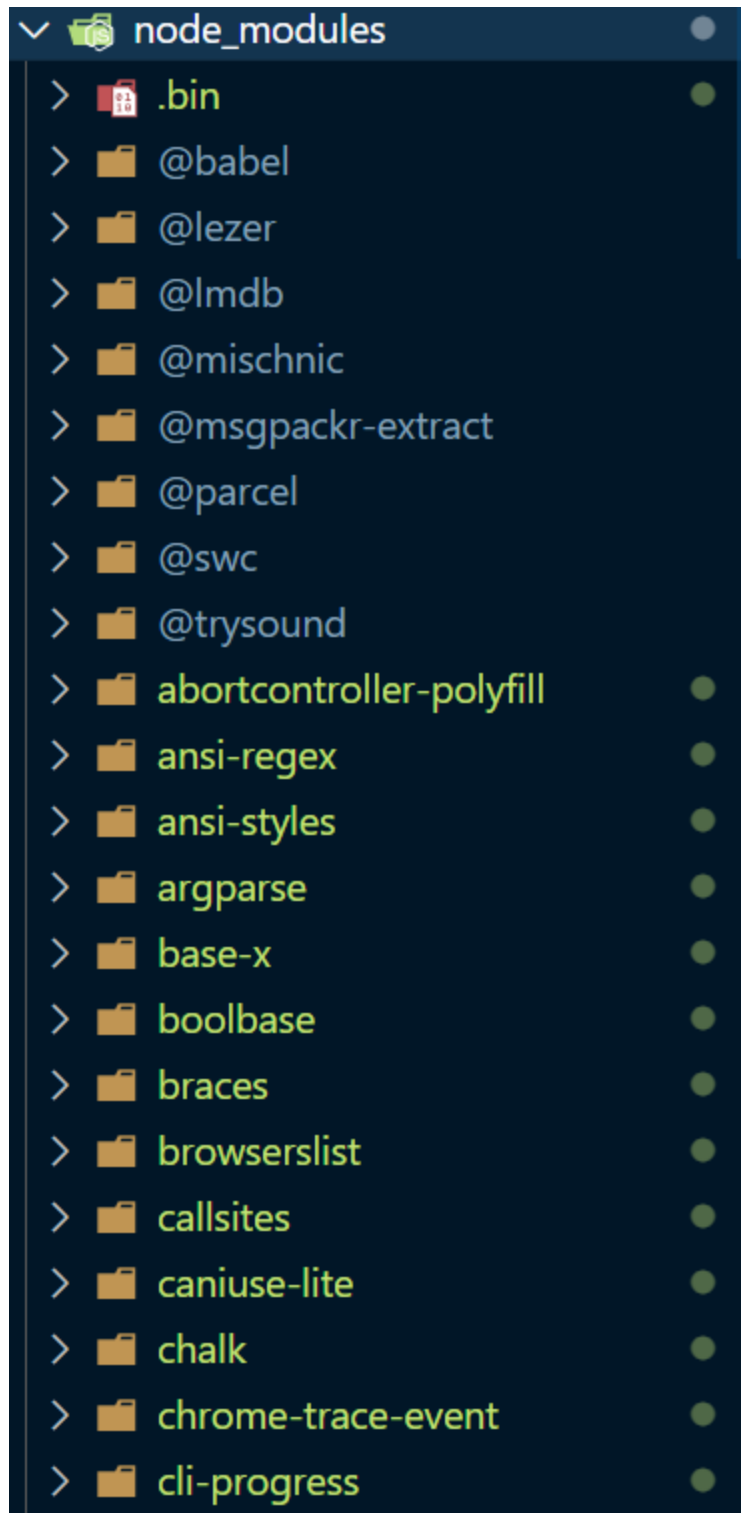 node_modules
.bin
@babel
@lezer
@lmdb
@mischnic
@msgpackr-extract
@parcel
@swc
@trysound
abortcontroller-polyfill
ansi-regex
ansi-styles
argparse
base-x
boolbase
braces
browserslist
callsites
caniuse-lite
chalk
chrome-trace-event
cli-progress